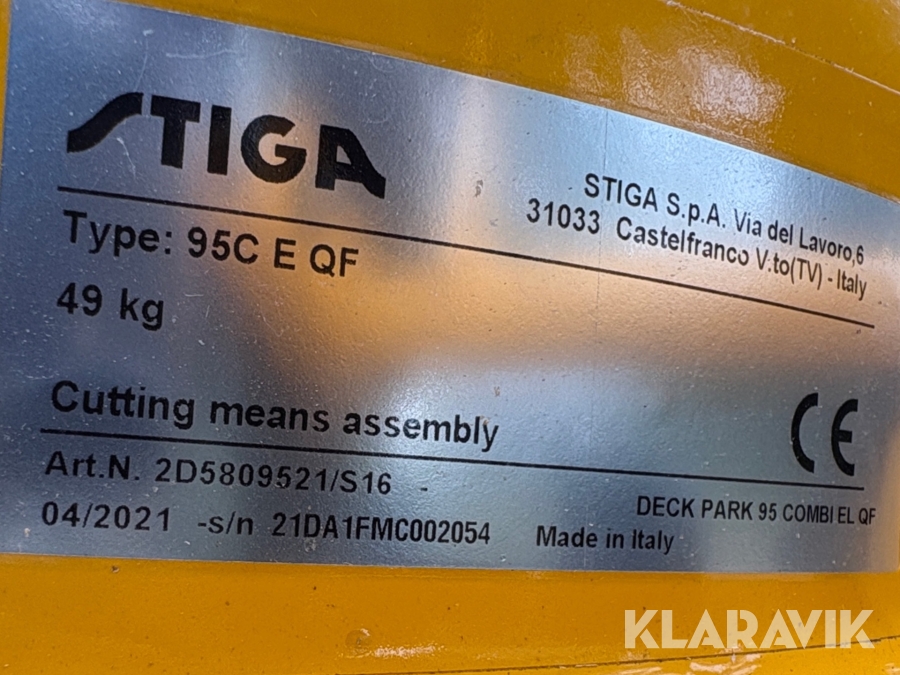 STIGA
STIGA S.p.A. Via del Lavoro,6
31033 Castelfranco V.to(TV) - Italy
Type: 95C E QF
49 kg
Cutting means assembly
CE
Art.N. 2D5809521/S16 -
DECK PARK 95 COMBI EL QF
04/2021 -s/n 21DA1FMC002054 Made in Italy
KLARAVIK